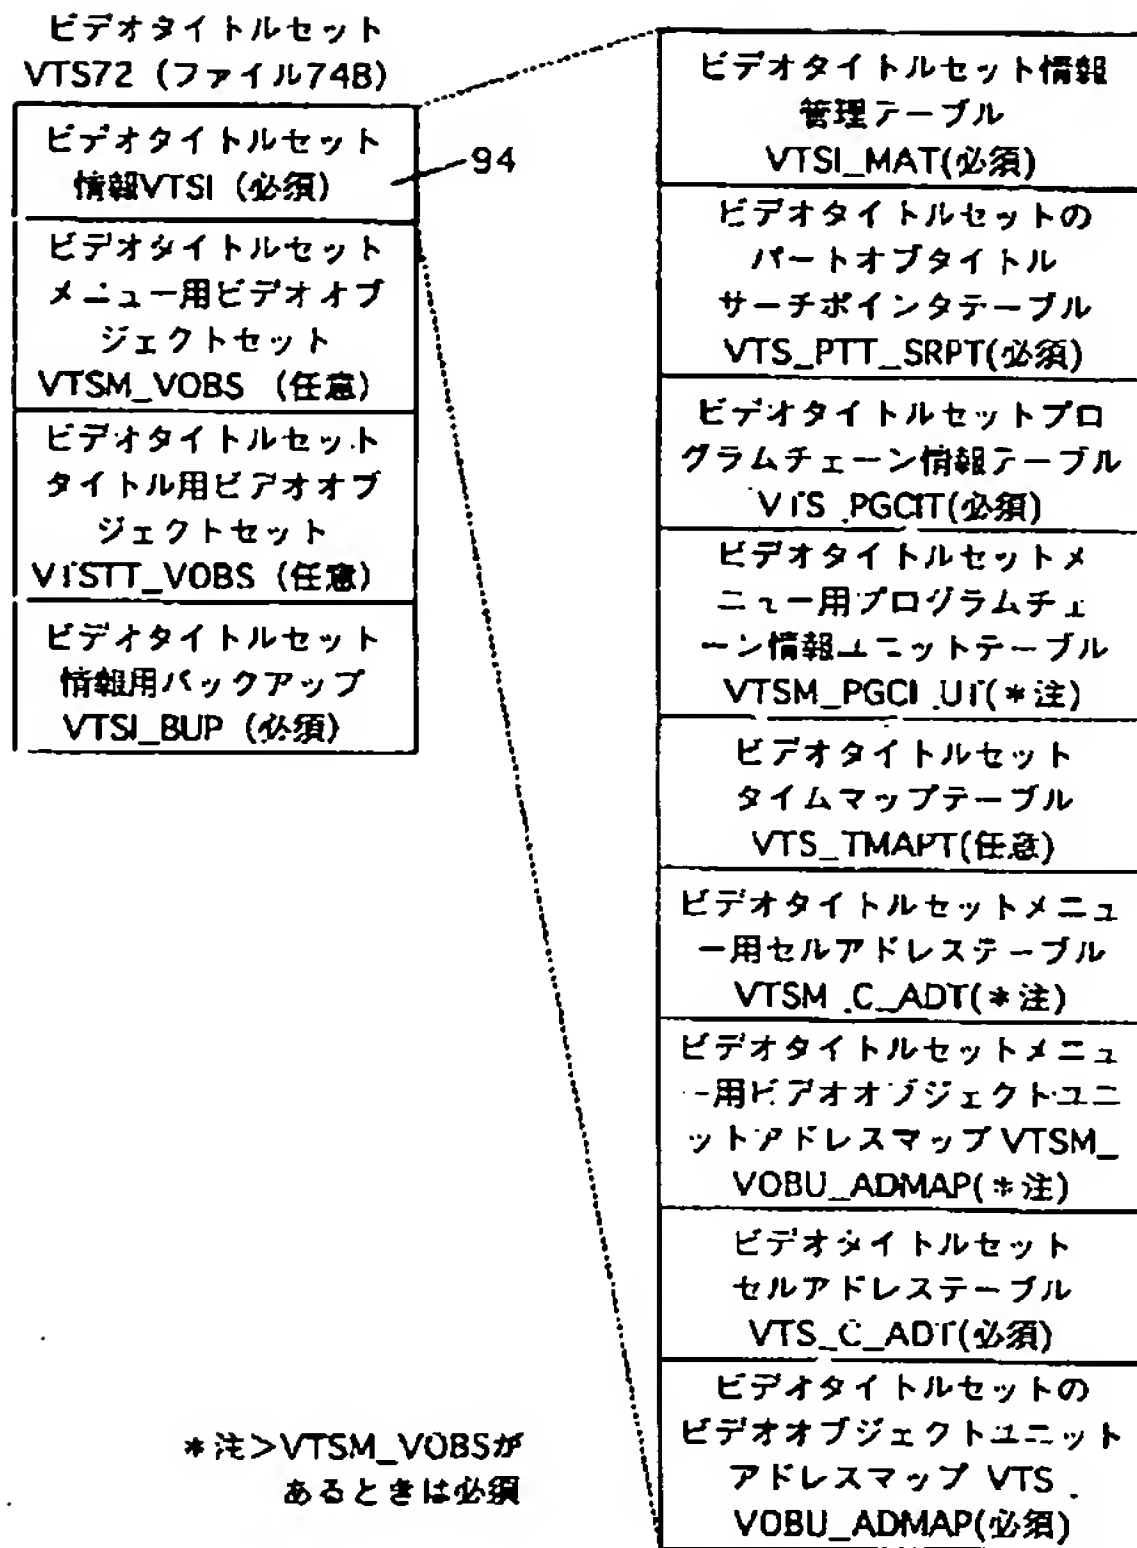 ビデオタイトルセット
VTS72 (ファイル74B)
ビデオタイトルセット
情報VTSI (必須)
94
ビデオタイトルセット
メニュー用ビデオオブ
ジェクトセット
VTSM_VOBS (任意)
ビデオタイトルセット
タイトル用ビデオオブ
ジェクトセット
VTSTT_VOBS (任意)
ビデオタイトルセット
情報用バックアップ
VTSI_BUP (必須)
ビデオタイトルセット情報
管理テーブル
VTSI_MAT(必須)
ビデオタイトルセットの
パートオブタイトル
サーチポインタテーブル
VTS_PTT_SRPT(必須)
ビデオタイトルセットプロ
グラムチェーン情報テーブル
VTS_PGCIT(必須)
ビデオタイトルセットメ
ニュー用プログラムチェ
ーン情報ユニットテーブル
VTSM_PGCI_UT(*注)
ビデオタイトルセット
タイムマップテーブル
VTS_TMAPT(任意)
ビデオタイトルセットメニュ
ー用セルアドレステーブル
VTSM_C_ADT(*注)
ビデオタイトルセットメニュ
ー用ビデオオブジェクトユニ
ットアドレスマップVTSM_
VOBU_ADMAP(*注)
ビデオタイトルセット
セルアドレステーブル
VTS_C_ADT(必須)
ビデオタイトルセットの
ビデオオブジェクトユニット
アドレスマップ VTS_
VOBU_ADMAP(必須)
*注>VTSM_VOBSが
あるときは必須